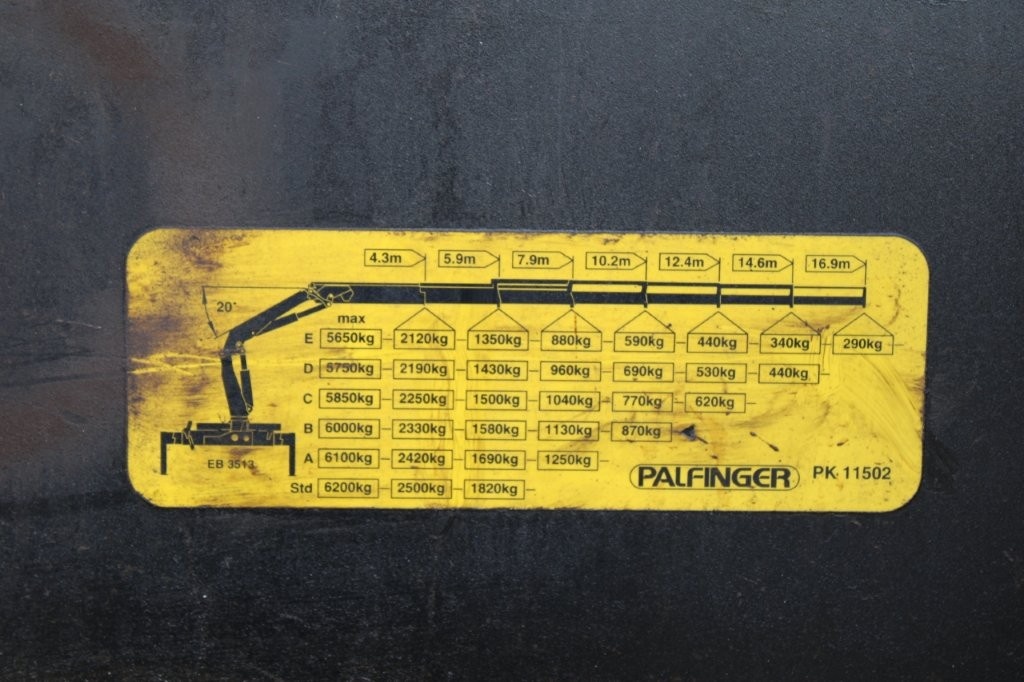 4.3m 5.9m 7.9m 10.2m 12.4m 14.6m 16.9m
20°
max
E 5650kg 2120kg 1350kg 880kg 590kg 440kg 340kg 290kg
D 5750kg 2190kg 1430kg 960kg 690kg 530kg 440kg
C 5850kg 2250kg 1500kg 1040kg 770kg 620kg
B 6000kg 2330kg 1580kg 1130kg 870kg
A 6100kg 2420kg 1690kg 1250kg
EB 3513
PALFINGER PK 11502
Std 6200kg 2500kg 1820kg